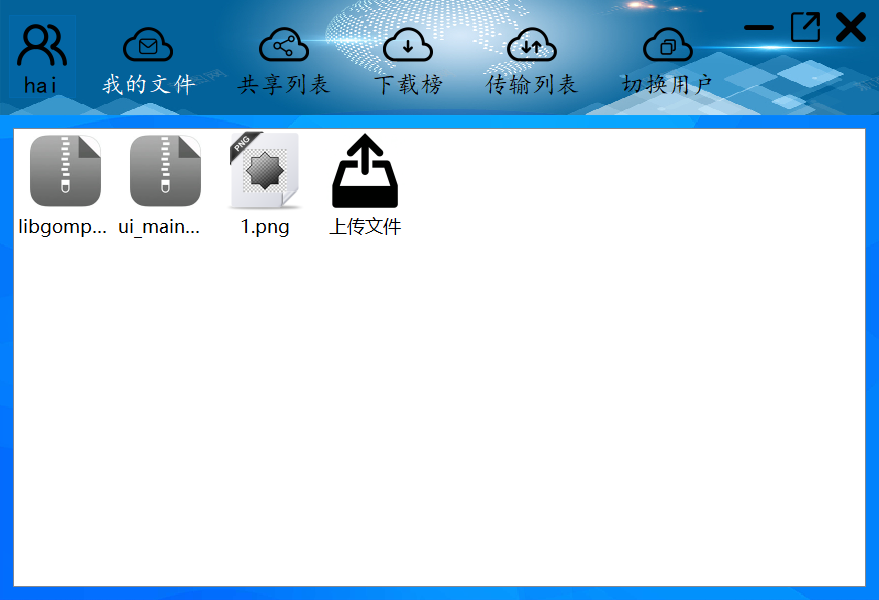 hai
我的文件
共享列表
下载榜
传输列表
切换用户
libgomp...
ui_main...
PNG
1.png
上传文件